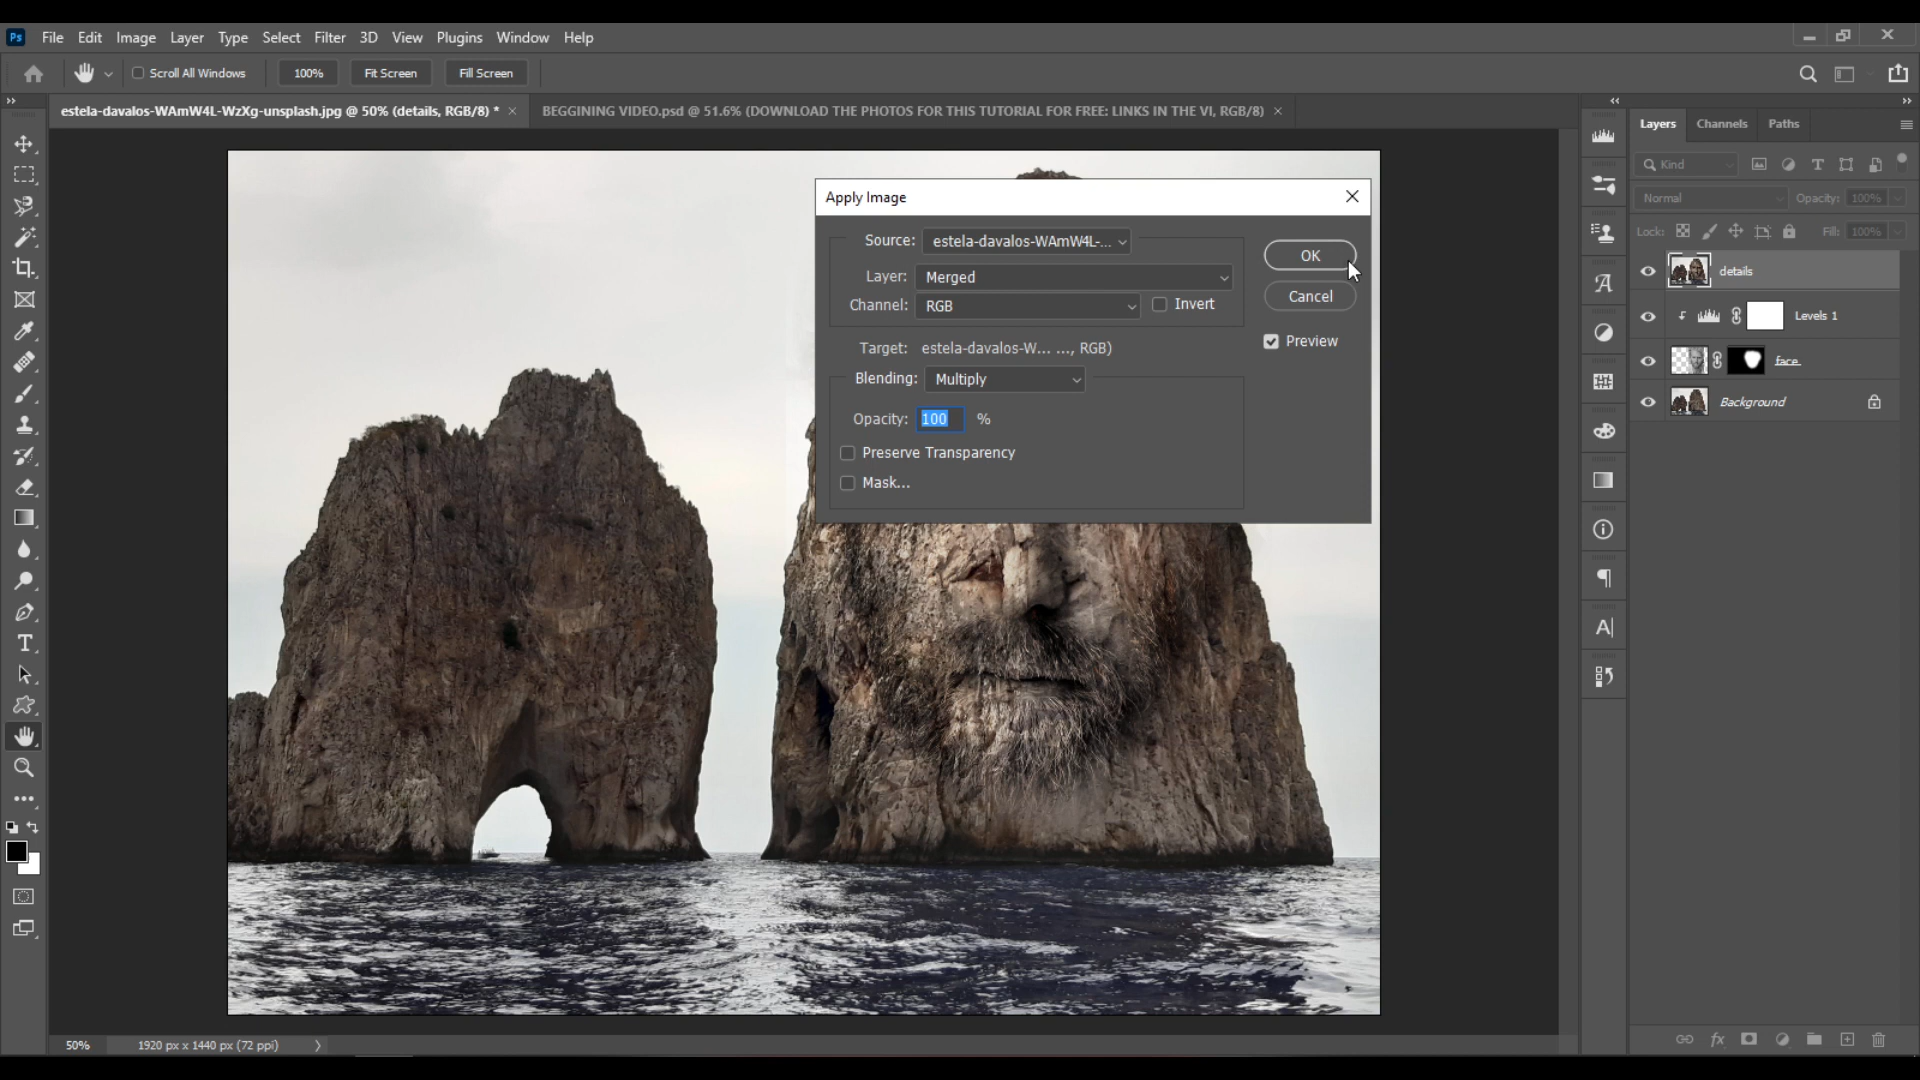 Ps File Edit Image Layer Type Select Filter 3D View Plugins Window Help
Scroll All Windows 100% Fit Screen Fill Screen
estela-davalos-WAmW4L-WzXg-unsplash.jpg @ 50% (details, RGB/8) * × BEGGINING VIDEO.psd @ 51.6% (DOWNLOAD THE PHOTOS FOR THIS TUTORIAL FOR FREE: LINKS IN THE VI, RGB/8) ×
Apply Image
Source: estela-davalos-WAmW4L-...
OK
Layer: Merged
Cancel
Channel: RGB Invert
Preview
Target: estela-davalos-W... ..., RGB)
Blending: Multiply
Opacity: 100 %
Preserve Transparency
Mask...
Layers Channels Paths
Kind
Normal Opacity: 100%
Lock: Fill: 100%
details
Levels 1
face
Background
50% 1920 px x 1440 px (72 ppi)